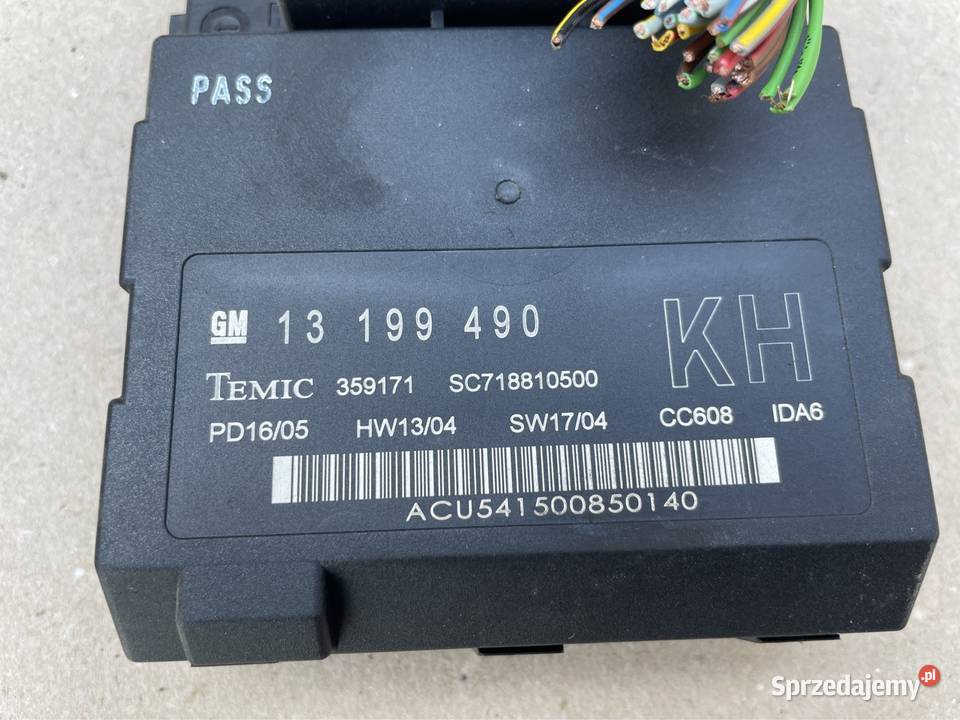 PASS
GM 13 199 490 KH
TEMIC 359171 SC718810500
PD16/05 HW13/04 SW17/04 CC608 IDA6
ACU541500850140
Sprzedajemy.pl